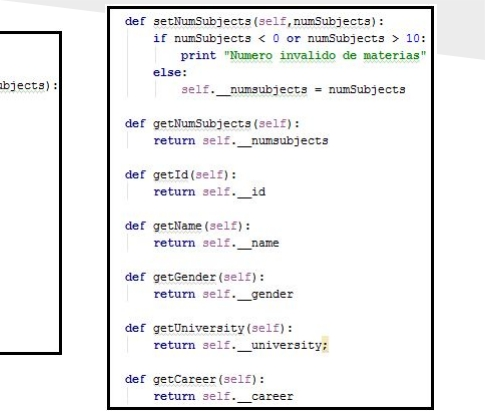 ubjects):
def setNumSubjects(self,numSubjects):
if numSubjects < 0 or numSubjects > 10:
print "Numero invalido de materias"
else:
self.__numsubjects = numSubjects
def getNumSubjects(self):
return self.__numsubjects
def getId(self):
return self.__id
def getName(self):
return self.__name
def getGender(self):
return self.__gender
def getUniversity(self):
return self.__university;
def getCareer(self):
return self.__career